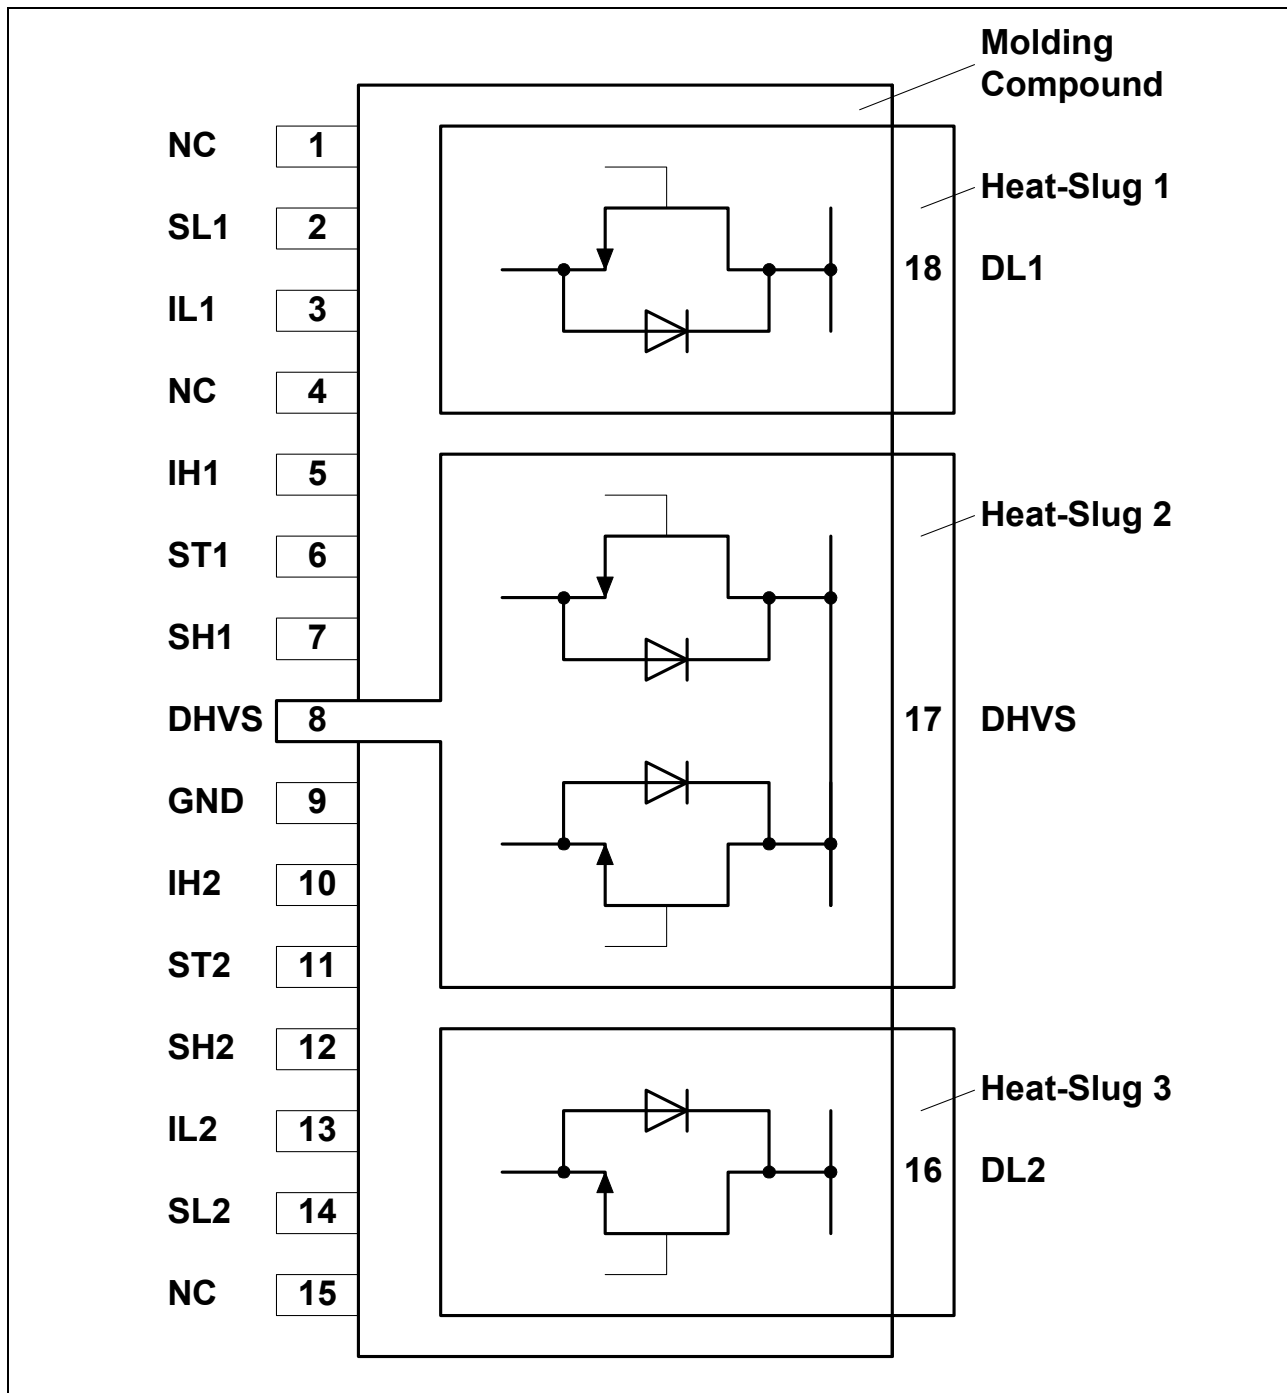 Molding
Compound
NC 1
SL1 2
Heat-Slug 1
IL1 3
18 DL1
NC 4
IH1 5
ST1 6
Heat-Slug 2
SH1 7
DHVS 8
17 DHVS
GND 9
IH2 10
ST2 11
SH2 12
Heat-Slug 3
IL2 13
16 DL2
SL2 14
NC 15